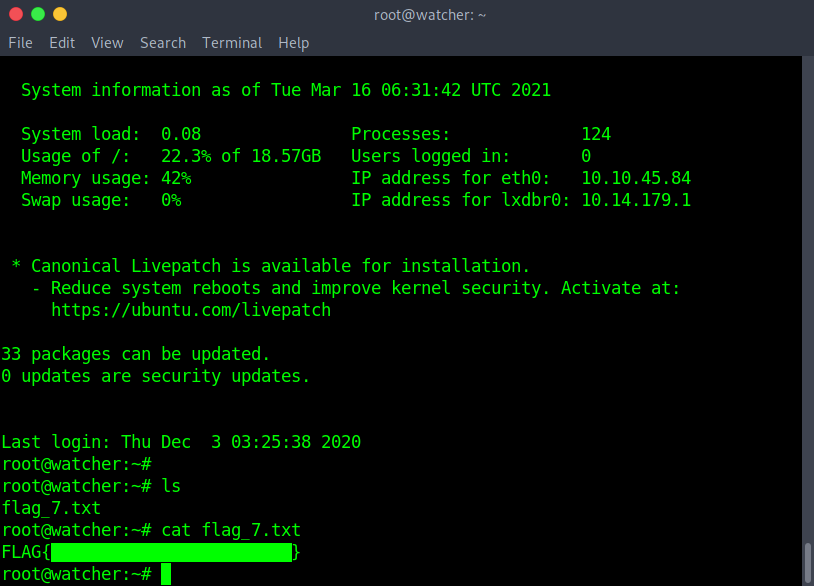 root@watcher: ~
File Edit View Search Terminal Help
System information as of Tue Mar 16 06:31:42 UTC 2021
System load: 0.08 Processes: 124
Usage of /: 22.3% of 18.57GB Users logged in: 0
Memory usage: 42% IP address for eth0: 10.10.45.84
Swap usage: 0% IP address for lxdbr0: 10.14.179.1
* Canonical Livepatch is available for installation.
- Reduce system reboots and improve kernel security. Activate at:
https://ubuntu.com/livepatch
33 packages can be updated.
0 updates are security updates.
Last login: Thu Dec  3 03:25:38 2020
root@watcher:~#
root@watcher:~# ls
flag_7.txt
root@watcher:~# cat flag_7.txt
FLAG{}
root@watcher:~#